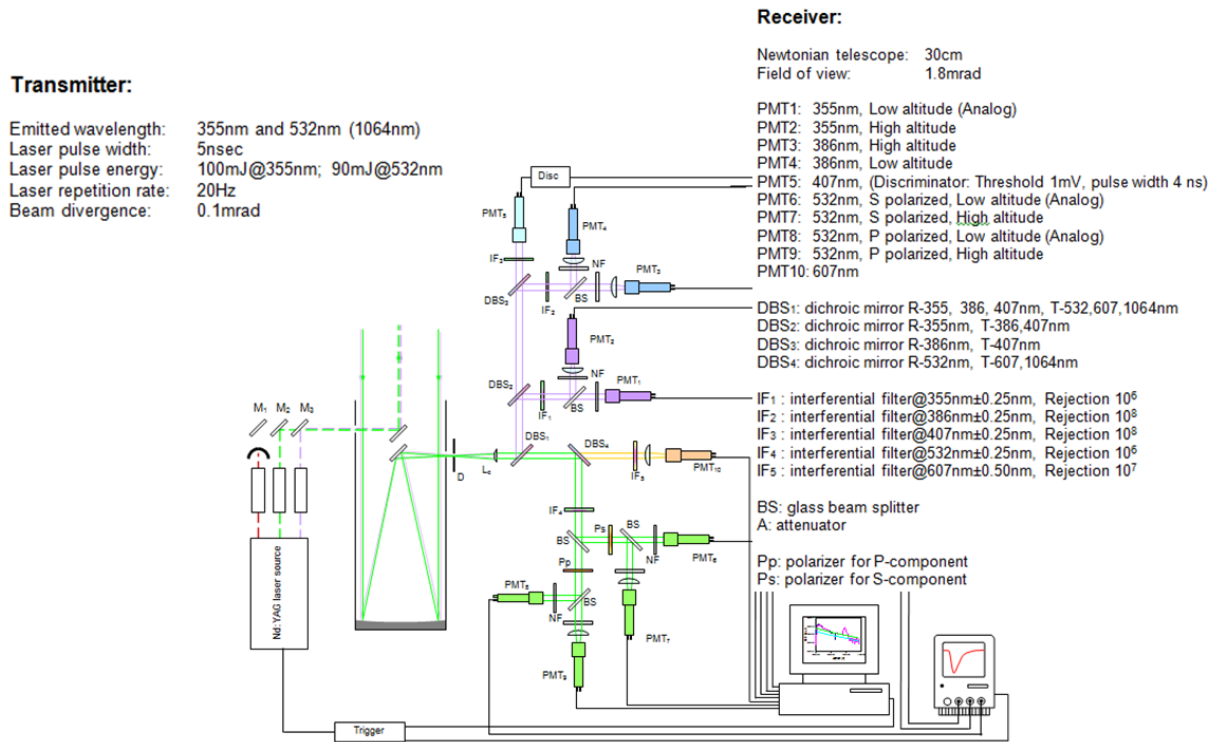 Receiver:
Newtonian telescope: 30cm
Field of view: 1.8mrad
Transmitter:
Emitted wavelength: 355nm and 532nm (1064nm)
Laser pulse width: 5nsec
Laser pulse energy: 100mJ@355nm; 90mJ@532nm
Laser repetition rate: 20Hz
Beam divergence: 0.1mrad
PMT1: 355nm, Low altitude (Analog)
PMT2: 355nm, High altitude
PMT3: 386nm, High altitude
PMT4: 386nm, Low altitude
PMT5: 407nm, (Discriminator: Threshold 1mV, pulse width 4 ns)
PMT6: 532nm, S polarized, Low altitude (Analog)
PMT7: 532nm, S polarized, High altitude
PMT8: 532nm, P polarized, Low altitude (Analog)
PMT9: 532nm, P polarized, High altitude
PMT10: 607nm
DBS1: dichroic mirror R-355, 386, 407nm, T-532,607,1064nm
DBS2: dichroic mirror R-355nm, T-386,407nm
DBS3: dichroic mirror R-386nm, T-407nm
DBS4: dichroic mirror R-532nm, T-607,1064nm
IF1 : interferential filter@355nm±0.25nm, Rejection 10⁶
IF2 : interferential filter@386nm±0.25nm, Rejection 10⁸
IF3 : interferential filter@407nm±0.25nm, Rejection 10⁸
IF4 : interferential filter@532nm±0.25nm, Rejection 10⁶
IF5 : interferential filter@607nm±0.50nm, Rejection 10⁷
BS: glass beam splitter
A: attenuator
Pp: polarizer for P-component
Ps: polarizer for S-component
Disc
PMT5
PMT4
IF3
NF
PMT3
DBS3
IF2
BS
PMT2
DBS2
NF
PMT1
IF1
BS
M1 M2 M3
DBS1
DBS4
D
Lc
IF5
PMT10
IF4
Ps
BS
BS
NF
PMT6
Pp
NF
BS
PMT7
PMT9
Nd:YAG laser source
Trigger